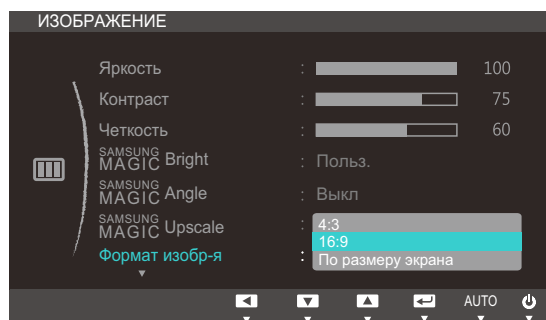 ИЗОБРАЖЕНИЕ
Яркость : 100
Контраст : 75
Четкость : 60
SAMSUNG MAGIC Bright : Польз.
SAMSUNG MAGIC Angle : Выкл
SAMSUNG MAGIC Upscale :
4:3
16:9
Формат изобр-я :
По размеру экрана
AUTO